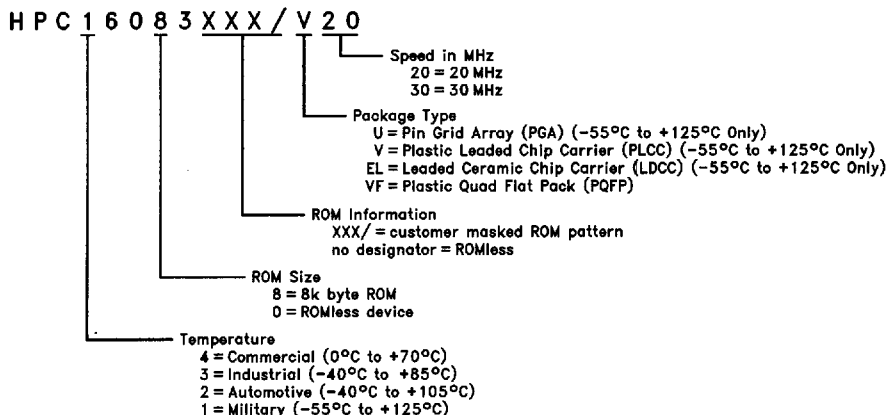 HPC16083XXX/V20
Speed in MHz
20 = 20 MHz
30 = 30 MHz
Package Type
U = Pin Grid Array (PGA) (-55°C to +125°C Only)
V = Plastic Leaded Chip Carrier (PLCC) (-55°C to +125°C Only)
EL = Leaded Ceramic Chip Carrier (LDCC) (-55°C to +125°C Only)
VF = Plastic Quad Flat Pack (PQFP)
ROM Information
XXX/ = customer masked ROM pattern
no designator = ROMless
ROM Size
8 = 8k byte ROM
0 = ROMless device
Temperature
4 = Commercial (0°C to +70°C)
3 = Industrial (-40°C to +85°C)
2 = Automotive (-40°C to +105°C)
1 = Military (-55°C to +125°C)